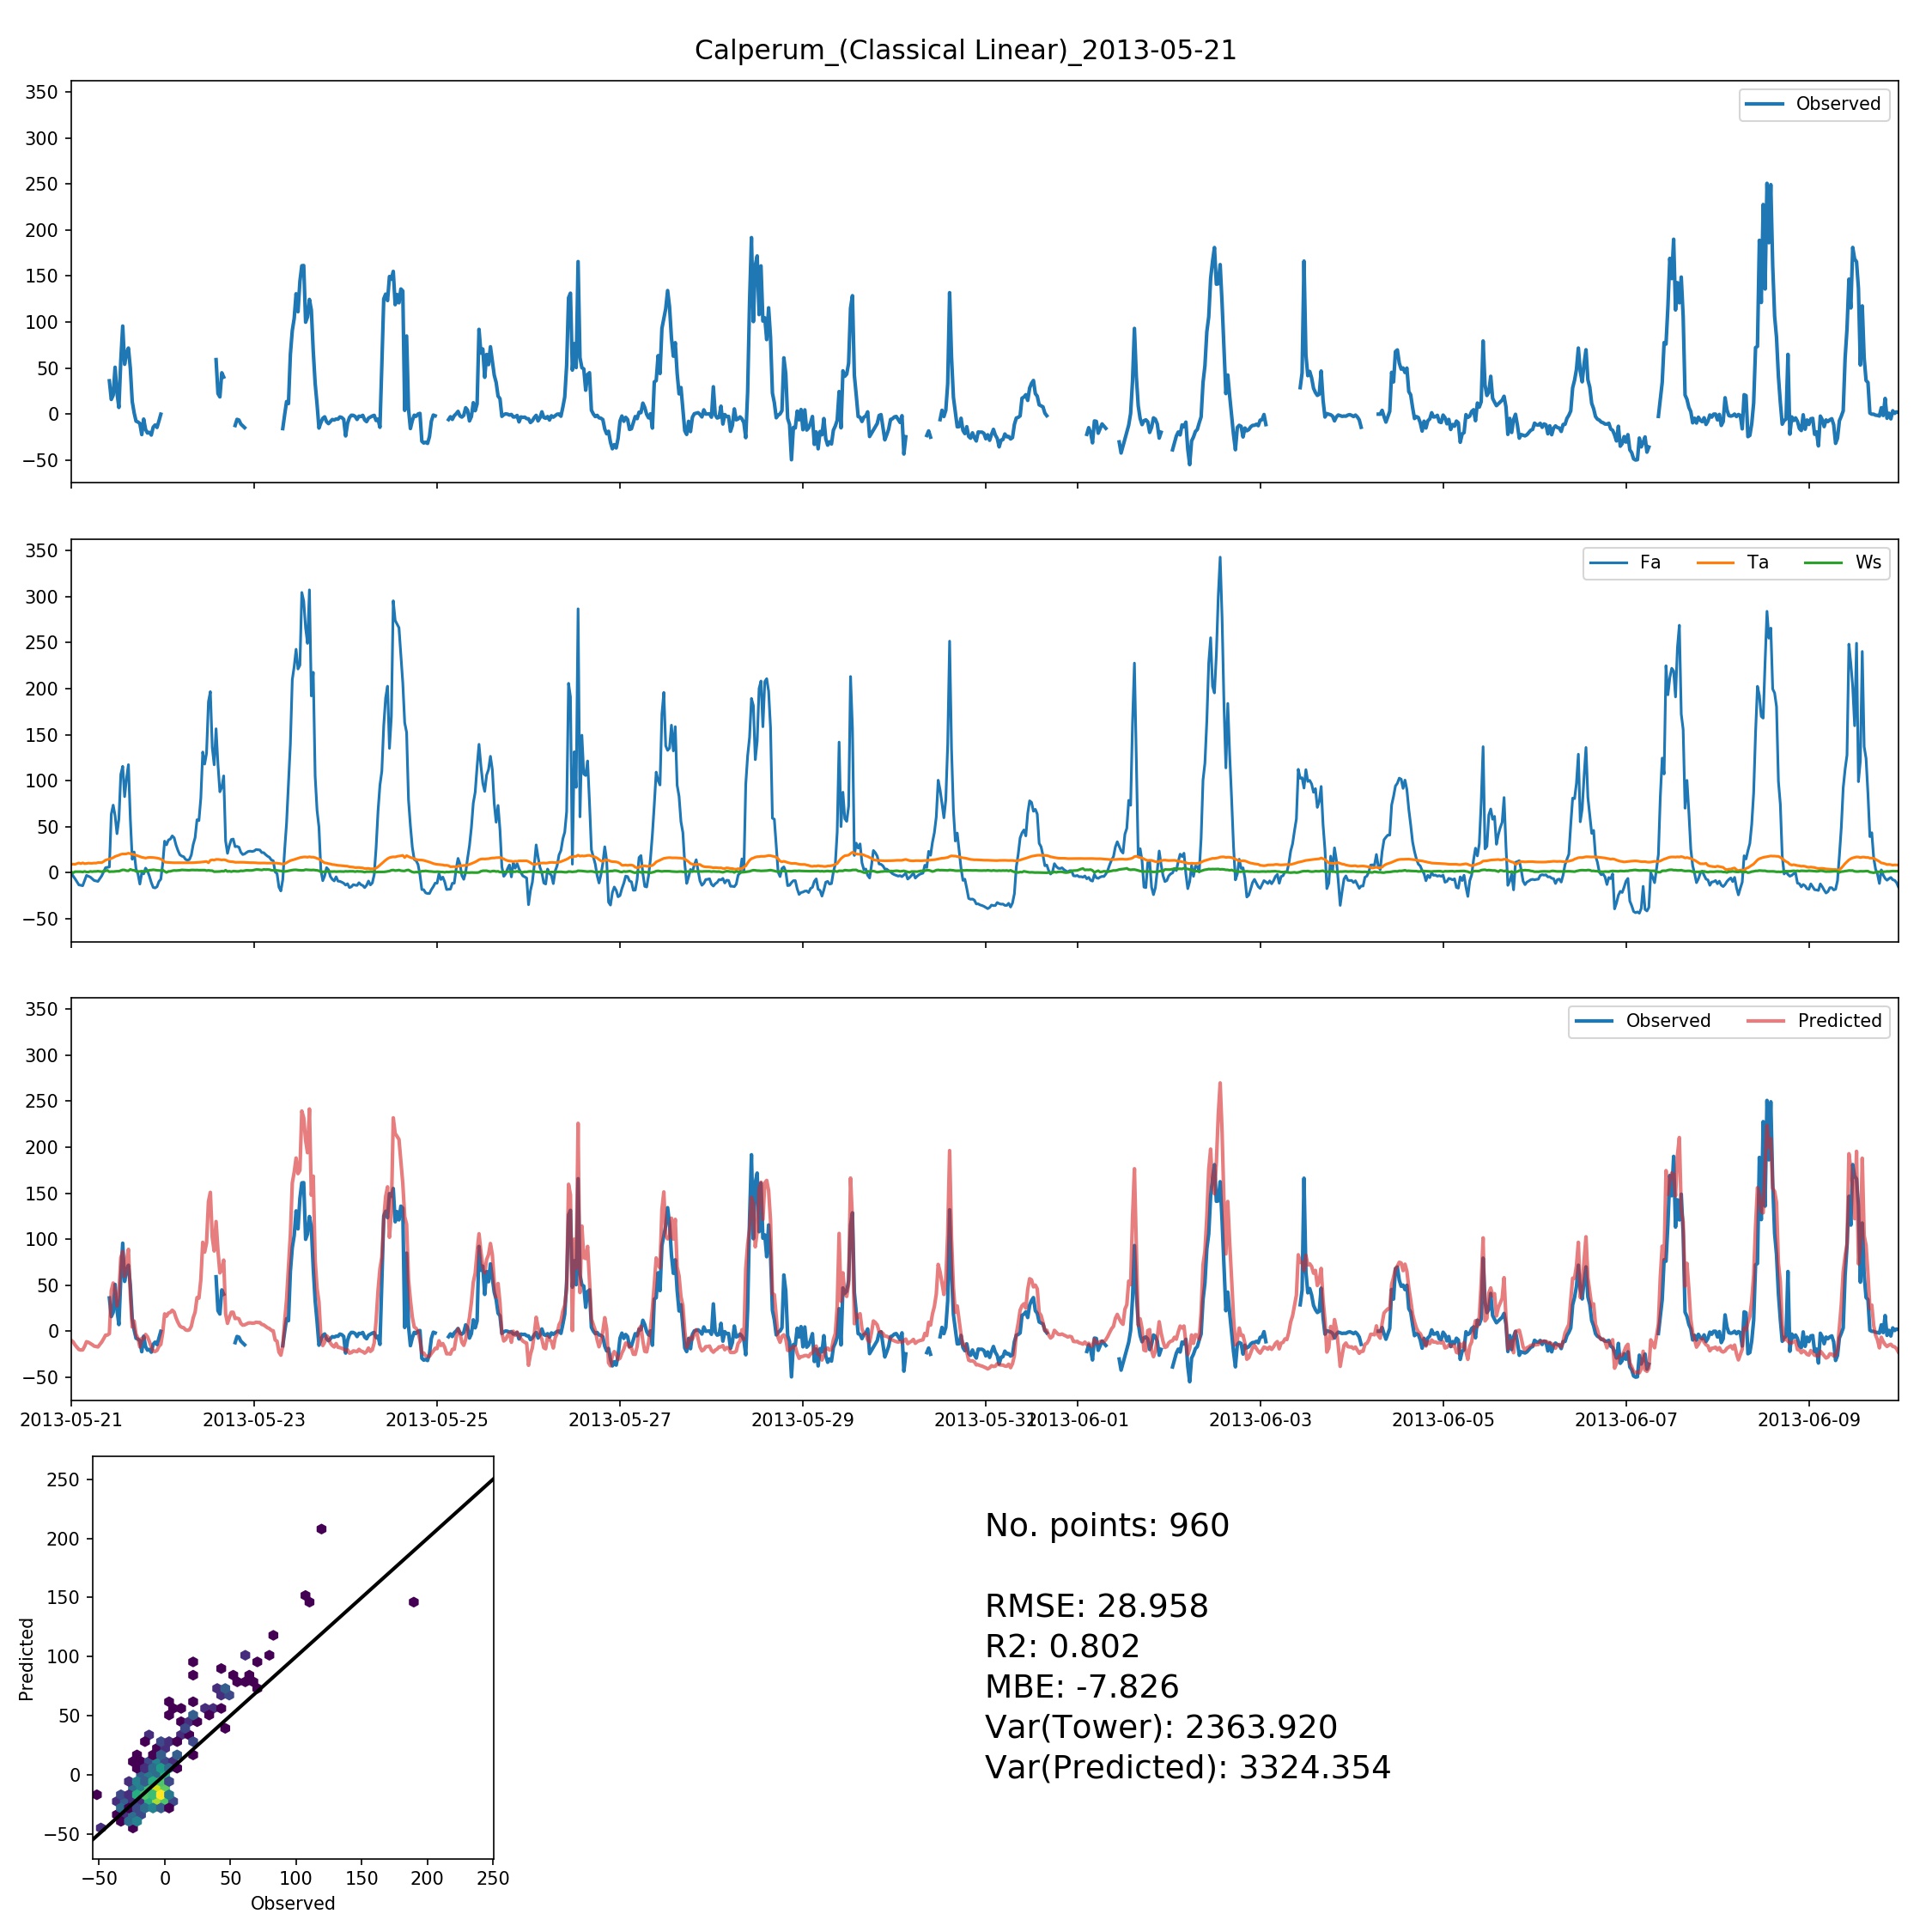 Calperum_(Classical Linear)_2013-05-21
350
300
250
200
150
100
50
0
−50
Observed
350
300
250
200
150
100
50
0
−50
Fa Ta Ws
350
300
250
200
150
100
50
0
−50
Observed Predicted
2013-05-21 2013-05-23 2013-05-25 2013-05-27 2013-05-29 2013-05-31 2013-06-01 2013-06-03 2013-06-05 2013-06-07 2013-06-09
250
200
150
100
50
0
−50
Predicted
−50 0 50 100 150 200 250
Observed
No. points: 960
RMSE: 28.958
R2: 0.802
MBE: -7.826
Var(Tower): 2363.920
Var(Predicted): 3324.354